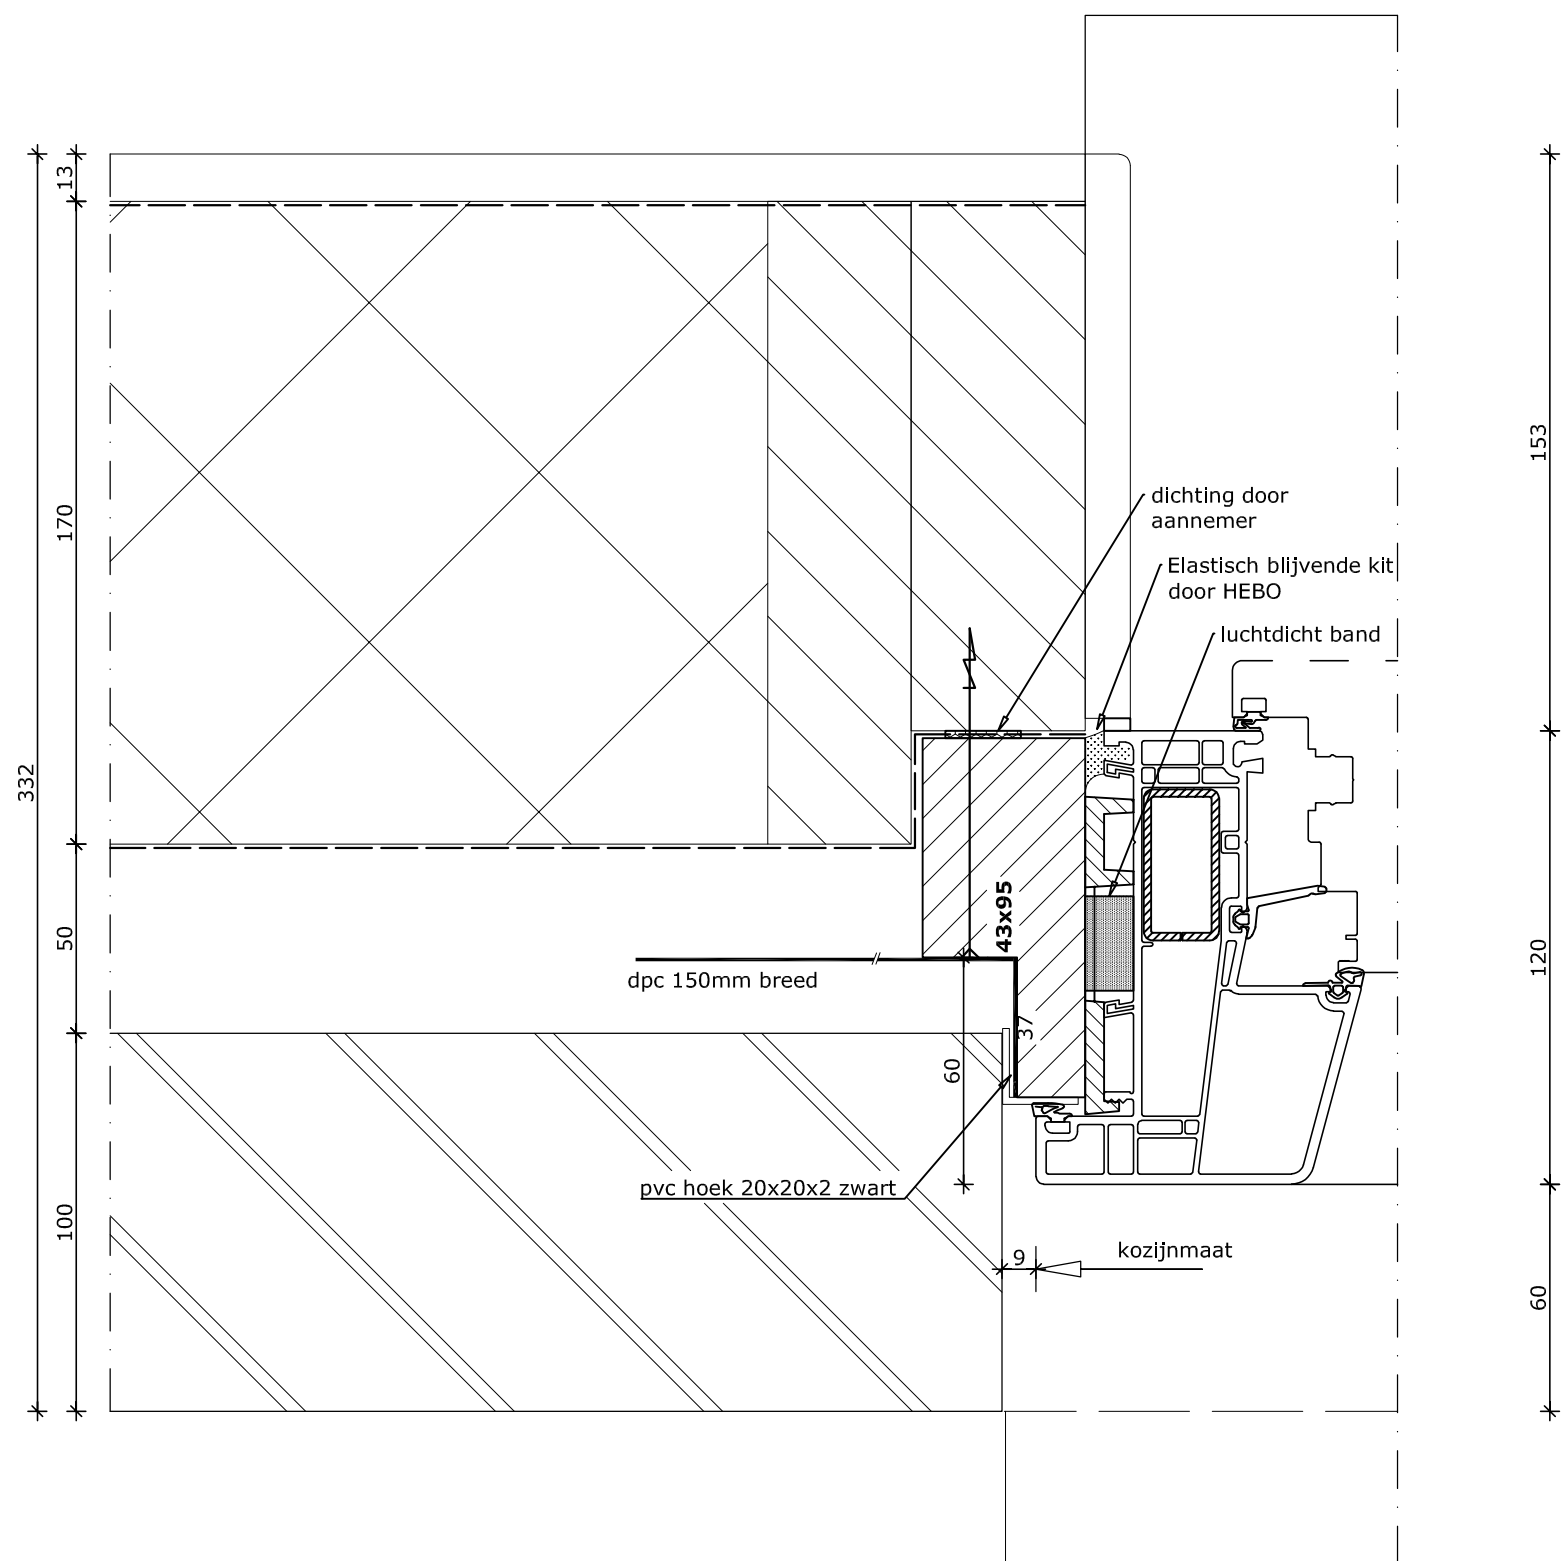 13
170
332
50
100
153
120
60
dichting door
aannemer
Elastisch blijvende kit
door HEBO
luchtdicht band
43x95
dpc 150mm breed
37
60
pvc hoek 20x20x2 zwart
9
kozijnmaat